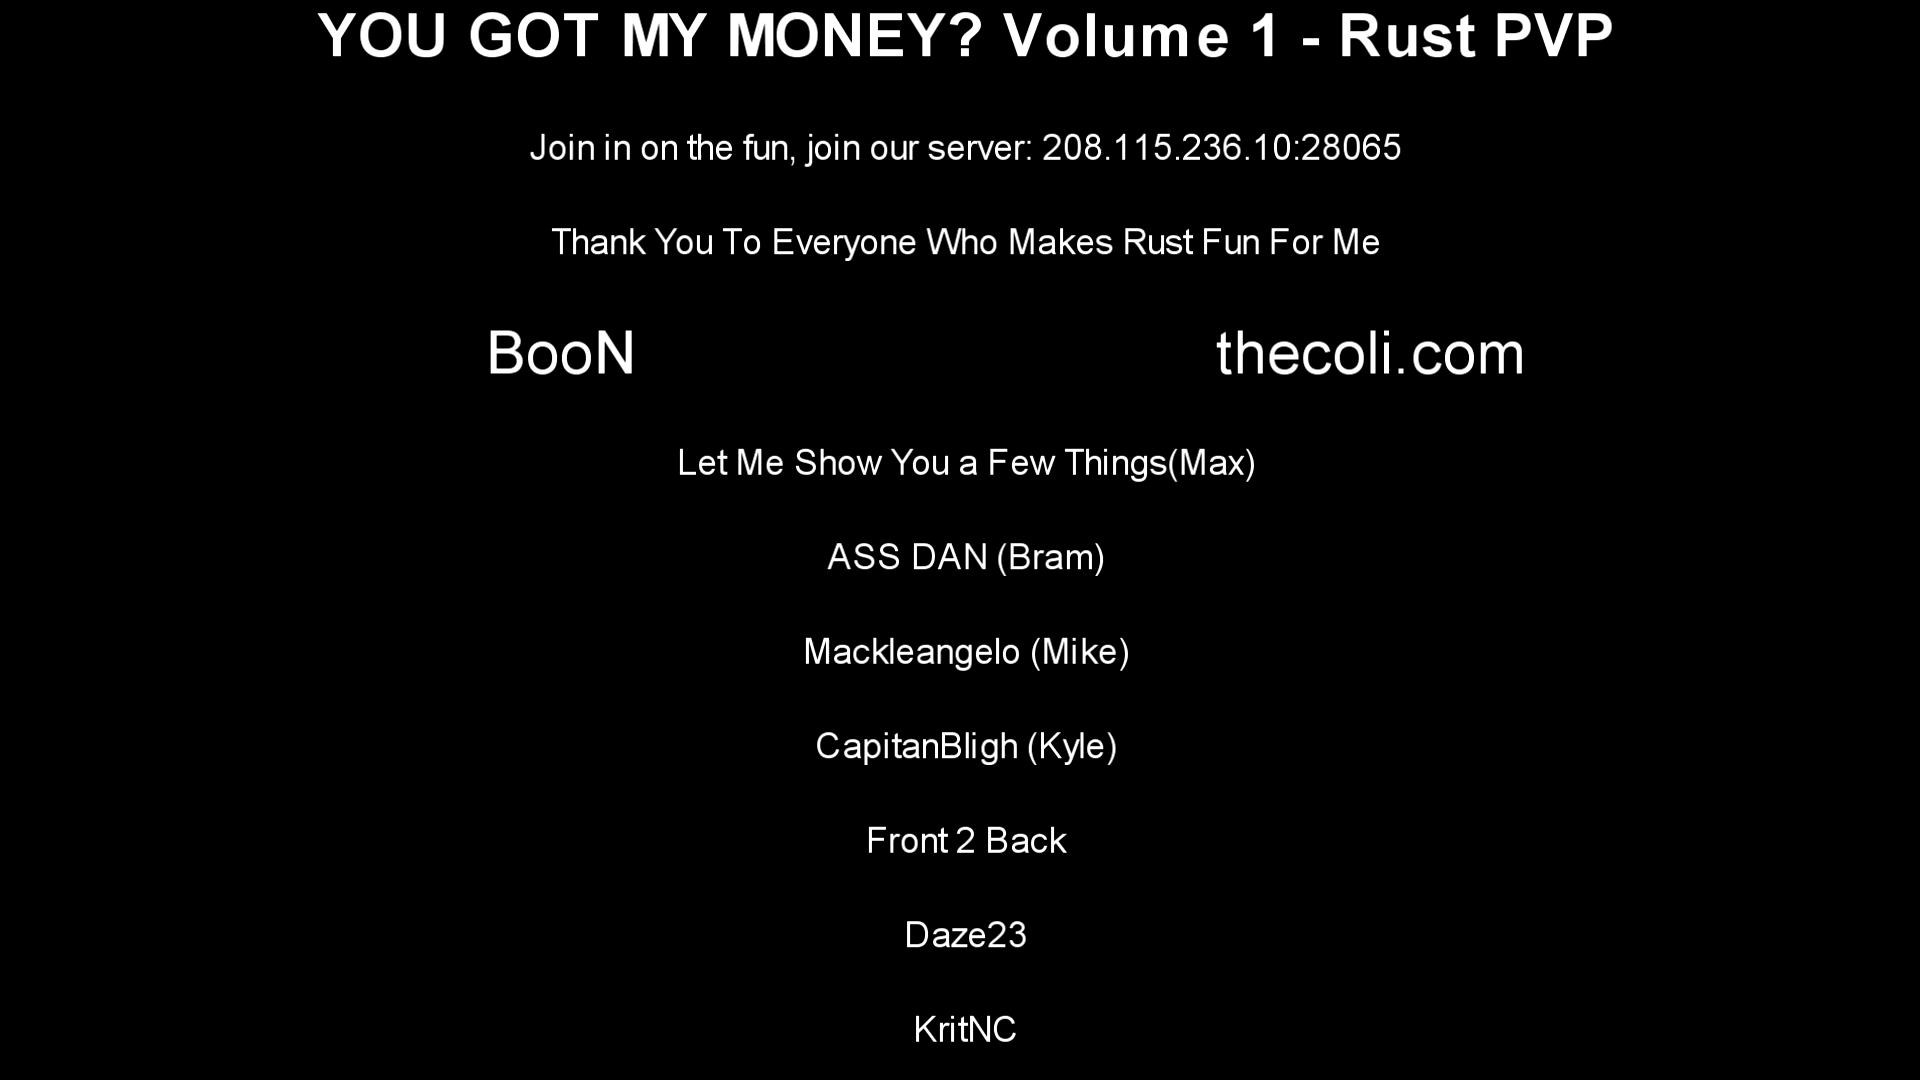 YOU GOT MY MONEY? Volume 1 - Rust PVP
Join in on the fun, join our server: 208.115.236.10:28065
Thank You To Everyone Who Makes Rust Fun For Me
BooN thecoli.com
Let Me Show You a Few Things(Max)
ASS DAN (Bram)
Mackleangelo (Mike)
CapitanBligh (Kyle)
Front 2 Back
Daze23
KritNC